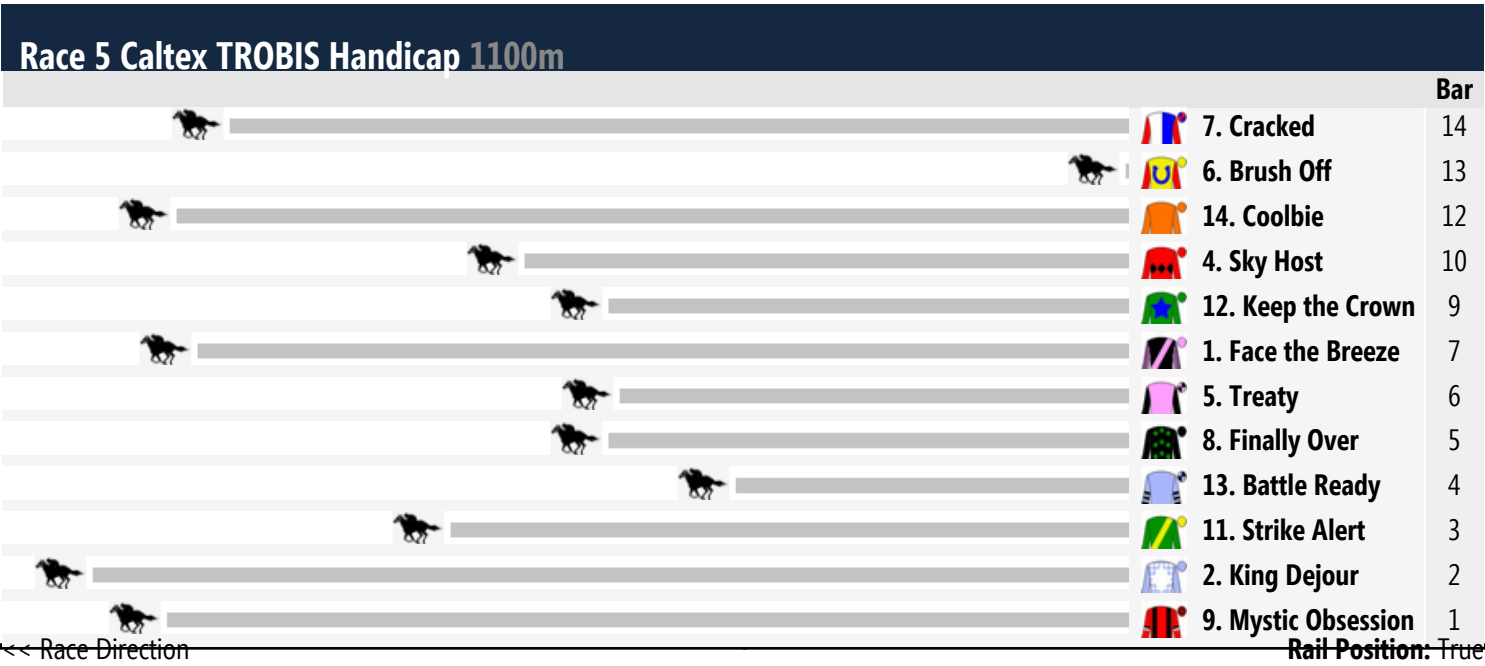 Race 5 Caltex TROBIS Handicap 1100m
Bar
7. Cracked 14
6. Brush Off 13
14. Coolbie 12
4. Sky Host 10
12. Keep the Crown 9
1. Face the Breeze 7
5. Treaty 6
8. Finally Over 5
13. Battle Ready 4
11. Strike Alert 3
2. King Dejour 2
9. Mystic Obsession 1
<< Race Direction Rail Position: True